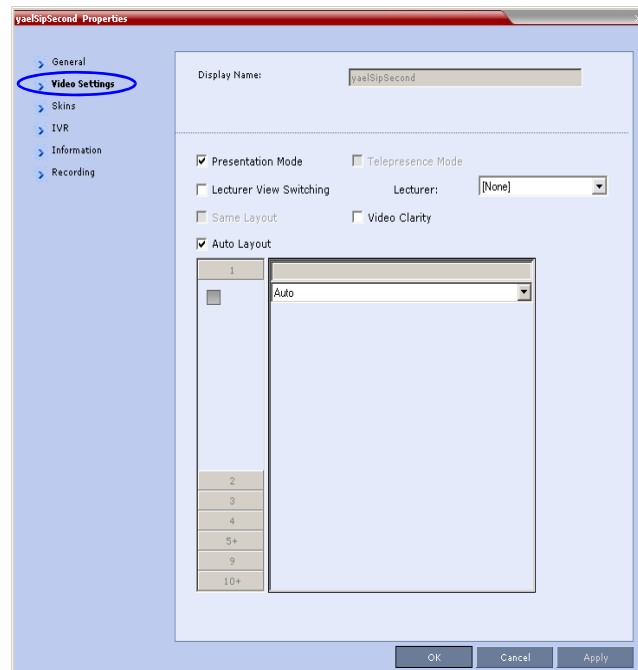 yaelSipSecond Properties
General
Video Settings
Skins
IVR
Information
Recording
Display Name: yaelSipSecond
Presentation Mode Telepresence Mode
Lecturer View Switching Lecturer: [None]
Same Layout Video Clarity
Auto Layout
1
Auto
2
3
4
5+
9
10+
OK Cancel Apply